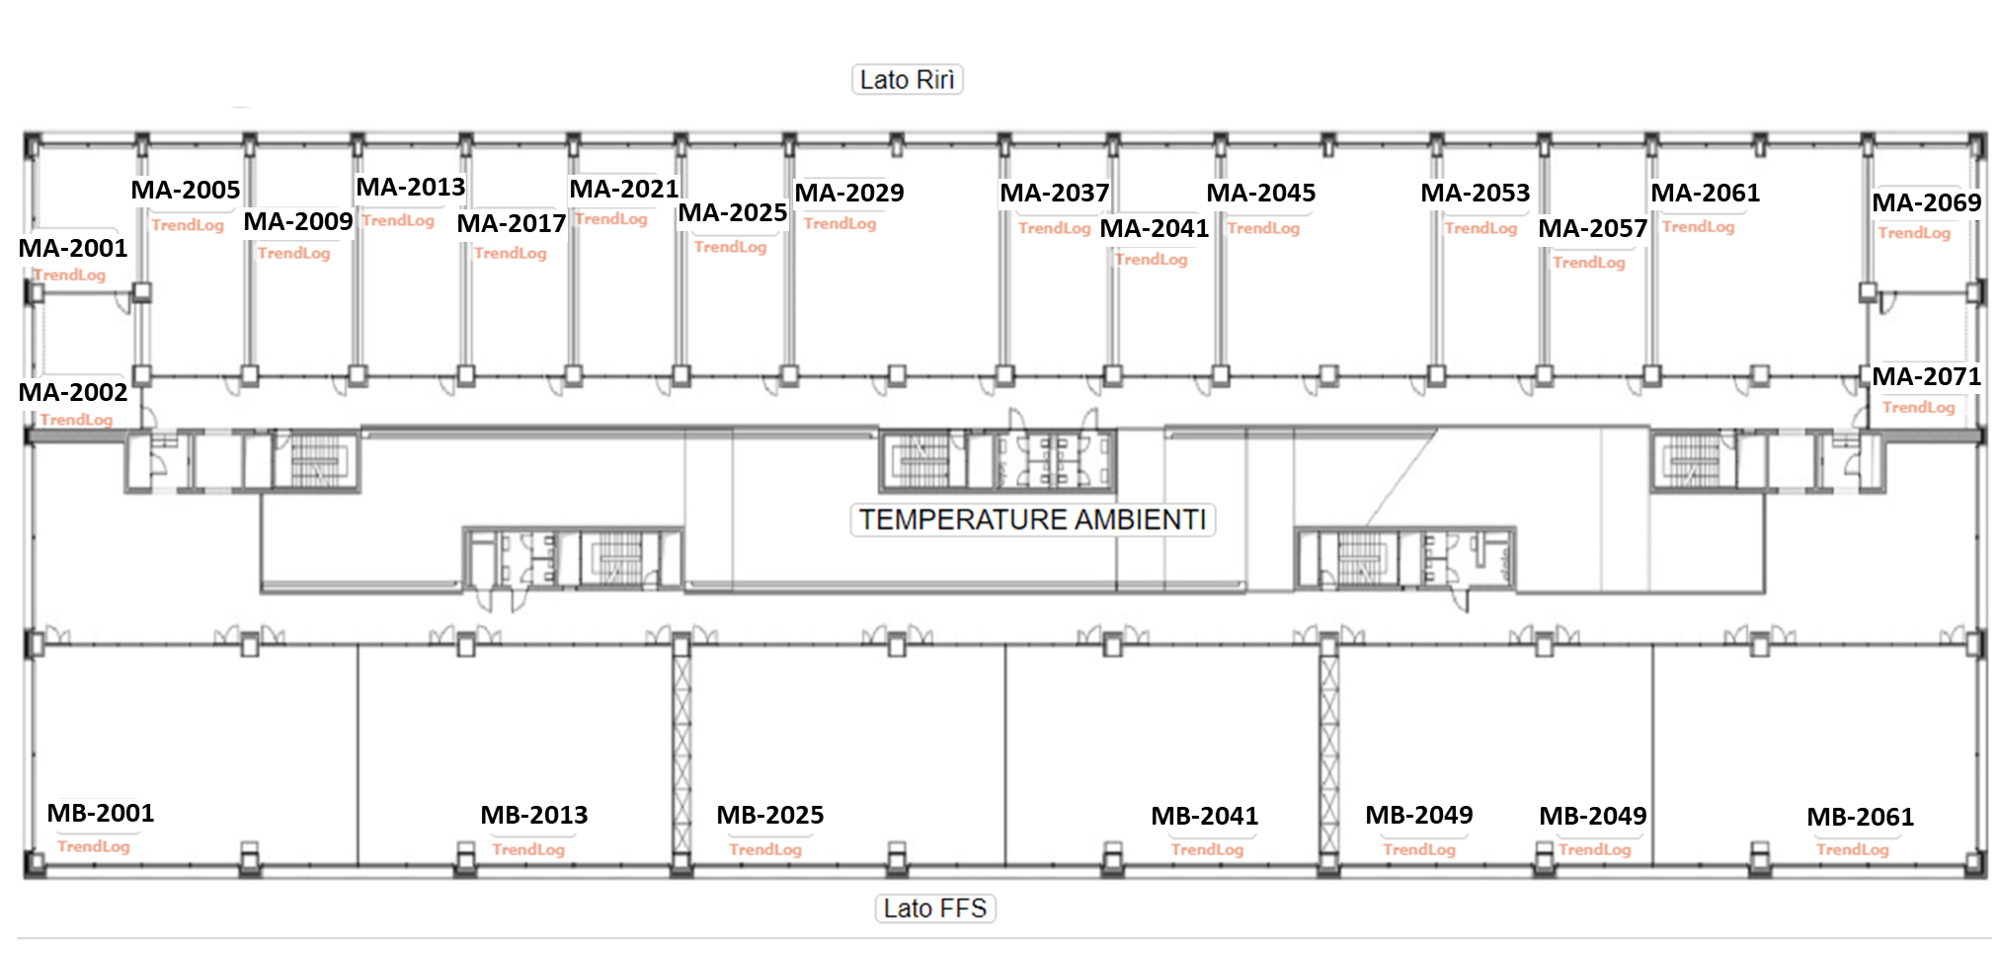 Lato Rirì
MA-2001
TrendLog
MA-2005
TrendLog
MA-2009
TrendLog
MA-2013
TrendLog
MA-2017
TrendLog
MA-2021
TrendLog
MA-2025
TrendLog
MA-2029
TrendLog
MA-2037
TrendLog
MA-2041
TrendLog
MA-2045
TrendLog
MA-2053
TrendLog
MA-2057
TrendLog
MA-2061
TrendLog
MA-2069
TrendLog
MA-2002
TrendLog
MA-2071
TrendLog
TEMPERATURE AMBIENTI
MB-2001
TrendLog
MB-2013
TrendLog
MB-2025
TrendLog
MB-2041
TrendLog
MB-2049
TrendLog
MB-2049
TrendLog
MB-2061
TrendLog
Lato FFS